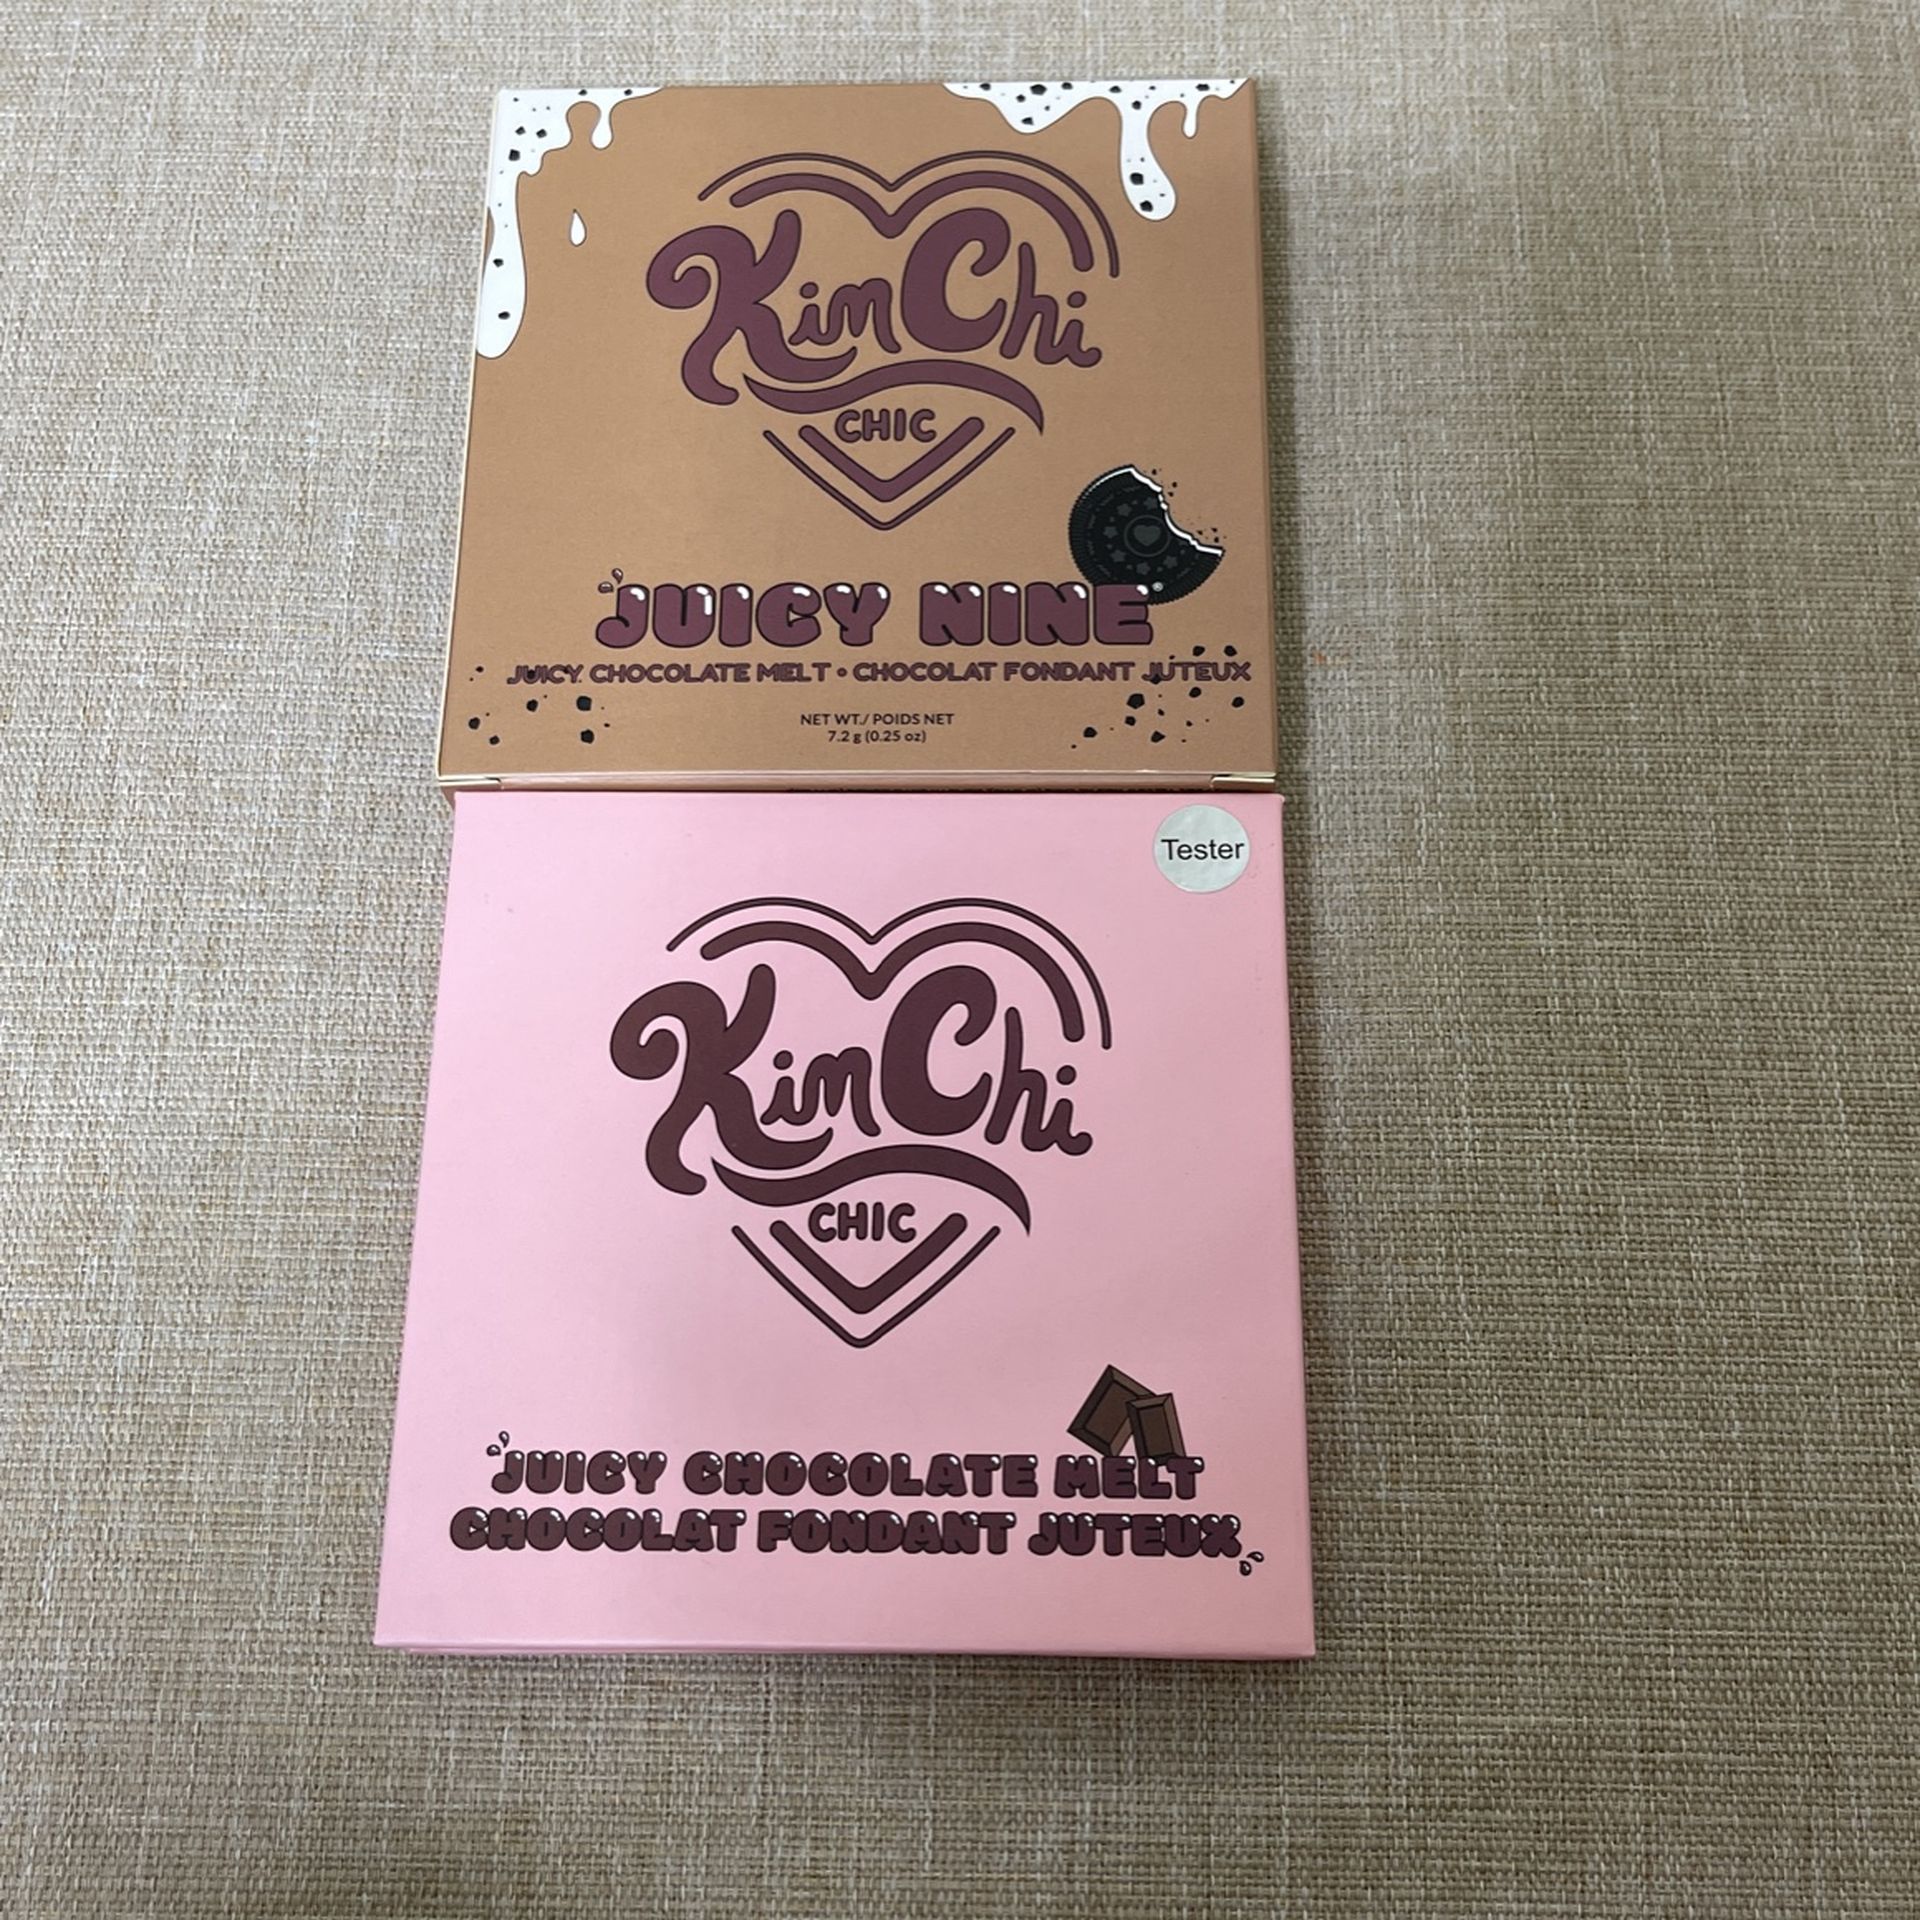 KimChi
CHIC
JUICY NINE®
JUICY CHOCOLATE MELT • CHOCOLAT FONDANT JUTEUX
NET WT./ POIDS NET
7.2 g (0.25 oz)
Tester
KimChi
CHIC
JUICY CHOCOLATE MELT
CHOCOLAT FONDANT JUTEUX